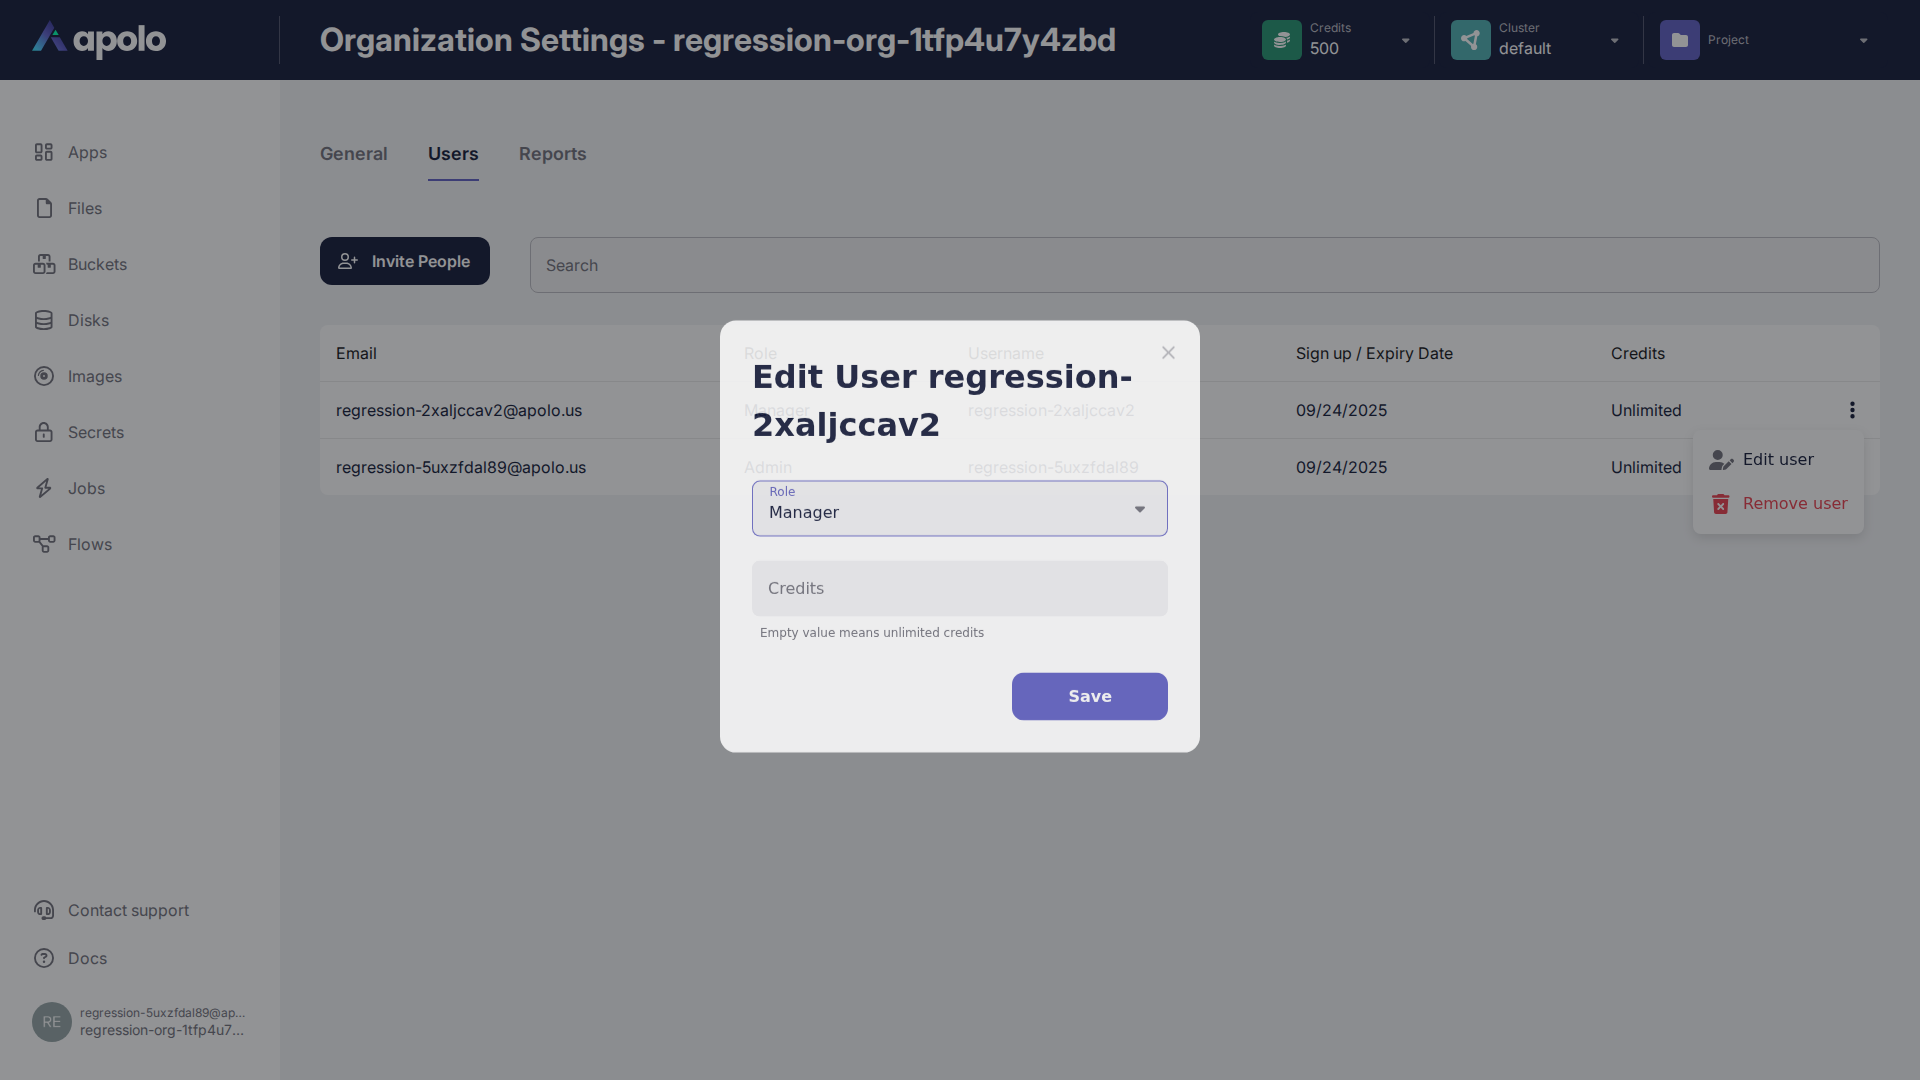 apolo
Organization Settings - regression-org-1tfp4u7y4zbd
Credits
500
Cluster
default
Project
Apps
Files
Buckets
Disks
Images
Secrets
Jobs
Flows
Contact support
Docs
RE
regression-5uxzfdal89@ap...
regression-org-1tfp4u7...
General
Users
Reports
Invite People
Search
Email
Role
Username
Sign up / Expiry Date
Credits
regression-2xaljccav2@apolo.us
Manager
regression-2xaljccav2
09/24/2025
Unlimited
regression-5uxzfdal89@apolo.us
Admin
regression-5uxzfdal89
09/24/2025
Unlimited
Edit user
Remove user
Edit User regression-
2xaljccav2
Role
Manager
Credits
Empty value means unlimited credits
Save